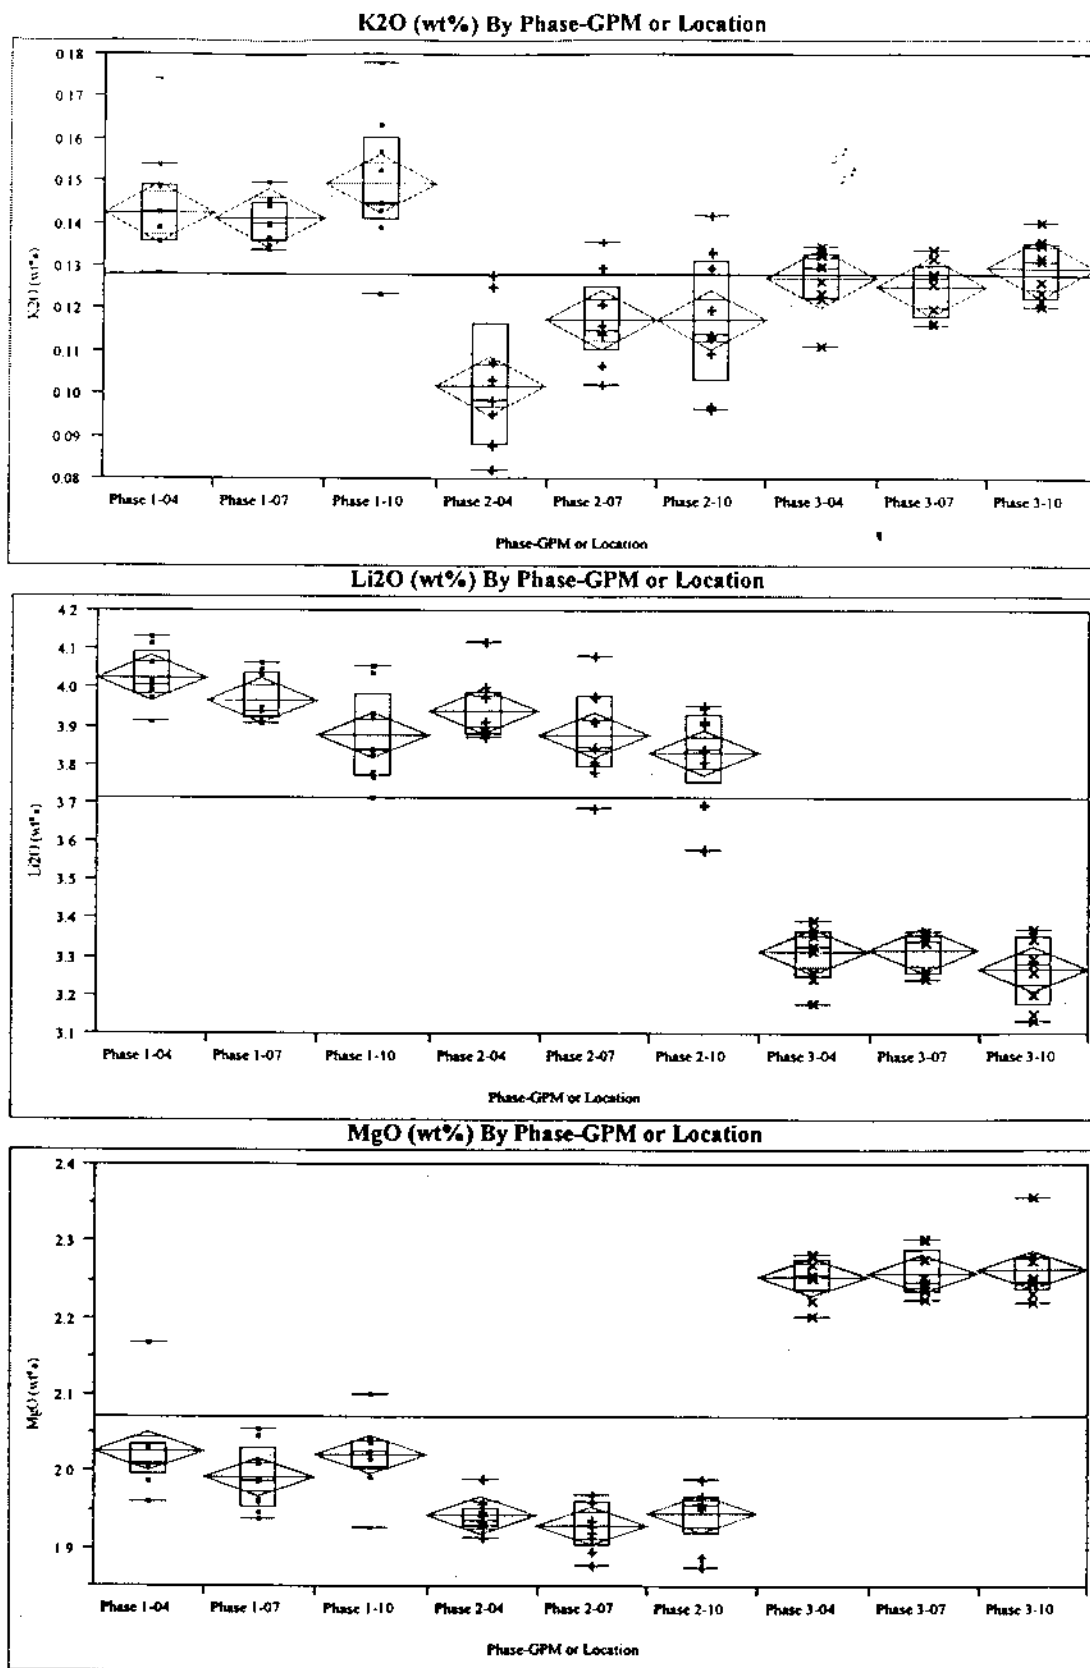 K2O (wt%) By Phase-GPM or Location
0.18
0.17
0.16
0.15
0.14
0.13
0.12
0.11
0.10
0.09
0.08
K2O (wt%)
Phase 1-04 Phase 1-07 Phase 1-10 Phase 2-04 Phase 2-07 Phase 2-10 Phase 3-04 Phase 3-07 Phase 3-10
Phase-GPM or Location
Li2O (wt%) By Phase-GPM or Location
4.2
4.1
4.0
3.9
3.8
3.7
3.6
3.5
3.4
3.3
3.2
3.1
Li2O (wt%)
Phase 1-04 Phase 1-07 Phase 1-10 Phase 2-04 Phase 2-07 Phase 2-10 Phase 3-04 Phase 3-07 Phase 3-10
Phase-GPM or Location
MgO (wt%) By Phase-GPM or Location
2.4
2.3
2.2
2.1
2.0
1.9
MgO (wt%)
Phase 1-04 Phase 1-07 Phase 1-10 Phase 2-04 Phase 2-07 Phase 2-10 Phase 3-04 Phase 3-07 Phase 3-10
Phase-GPM or Location